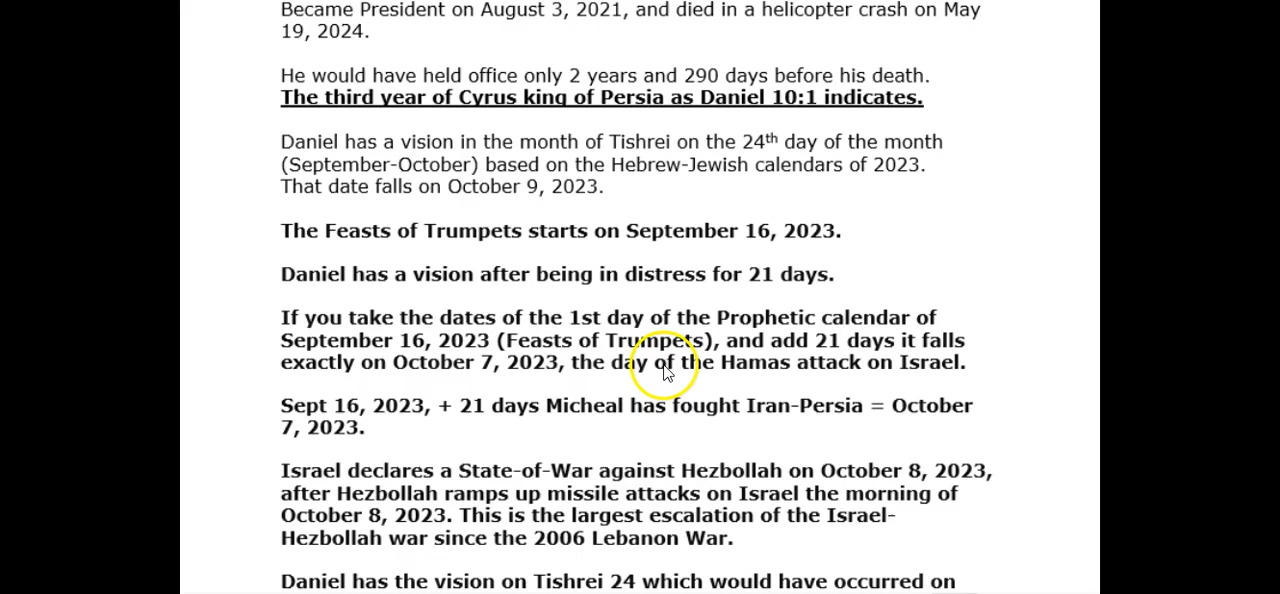 Became President on August 3, 2021, and died in a helicopter crash on May
19, 2024.
He would have held office only 2 years and 290 days before his death.
The third year of Cyrus king of Persia as Daniel 10:1 indicates.
Daniel has a vision in the month of Tishrei on the 24th day of the month
(September-October) based on the Hebrew-Jewish calendars of 2023.
That date falls on October 9, 2023.
The Feasts of Trumpets starts on September 16, 2023.
Daniel has a vision after being in distress for 21 days.
If you take the dates of the 1st day of the Prophetic calendar of
September 16, 2023 (Feasts of Trumpets), and add 21 days it falls
exactly on October 7, 2023, the day of the Hamas attack on Israel.
Sept 16, 2023, + 21 days Micheal has fought Iran-Persia = October
7, 2023.
Israel declares a State-of-War against Hezbollah on October 8, 2023,
after Hezbollah ramps up missile attacks on Israel the morning of
October 8, 2023. This is the largest escalation of the Israel-
Hezbollah war since the 2006 Lebanon War.
Daniel has the vision on Tishrei 24 which would have occurred on